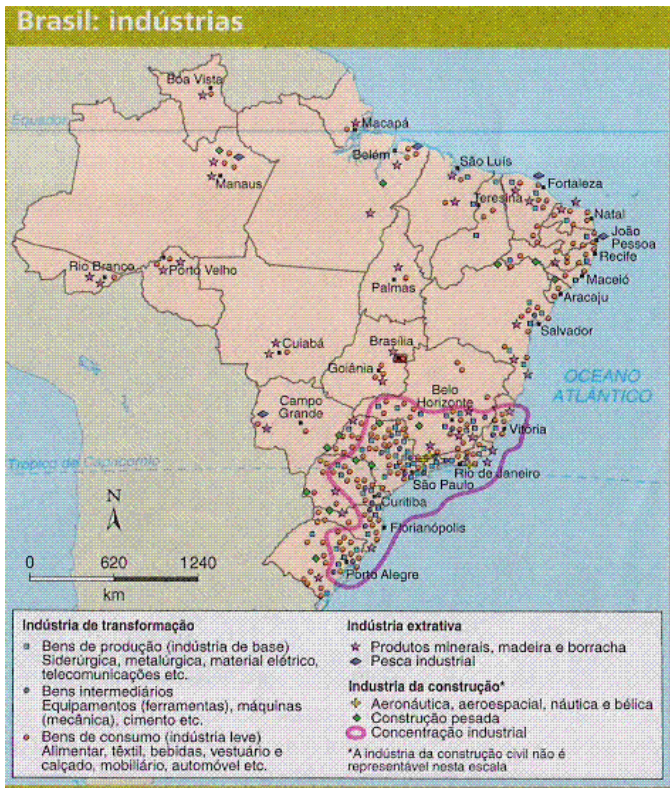 Brasil: indústrias
Boa Vista
Equador
Macapá
Belém
São Luís
Manaus
Fortaleza
Teresina
Natal
João
Pessoa
Rio Branco
Porto Velho
Recife
Palmas
Maceió
Aracaju
Salvador
Cuiabá
Brasília
Goiânia
OCEANO
ATLÂNTICO
Campo
Grande
Belo
Horizonte
Vitória
Trópico de Capricórnio
Rio de Janeiro
São Paulo
Curitiba
N
Florianópolis
0 620 1240
km
Porto Alegre
Indústria de transformação
Bens de produção (indústria de base)
Siderúrgica, metalúrgica, material elétrico,
telecomunicações etc.
Bens intermediários
Equipamentos (ferramentas), máquinas
(mecânica), cimento etc.
Bens de consumo (indústria leve)
Alimentar, têxtil, bebidas, vestuário e
calçado, mobiliário, automóvel etc.
Indústria extrativa
Produtos minerais, madeira e borracha
Pesca industrial
Industria da construção*
Aeronáutica, aeroespacial, náutica e bélica
Construção pesada
Concentração industrial
*A indústria da construção civil não é
representável nesta escala